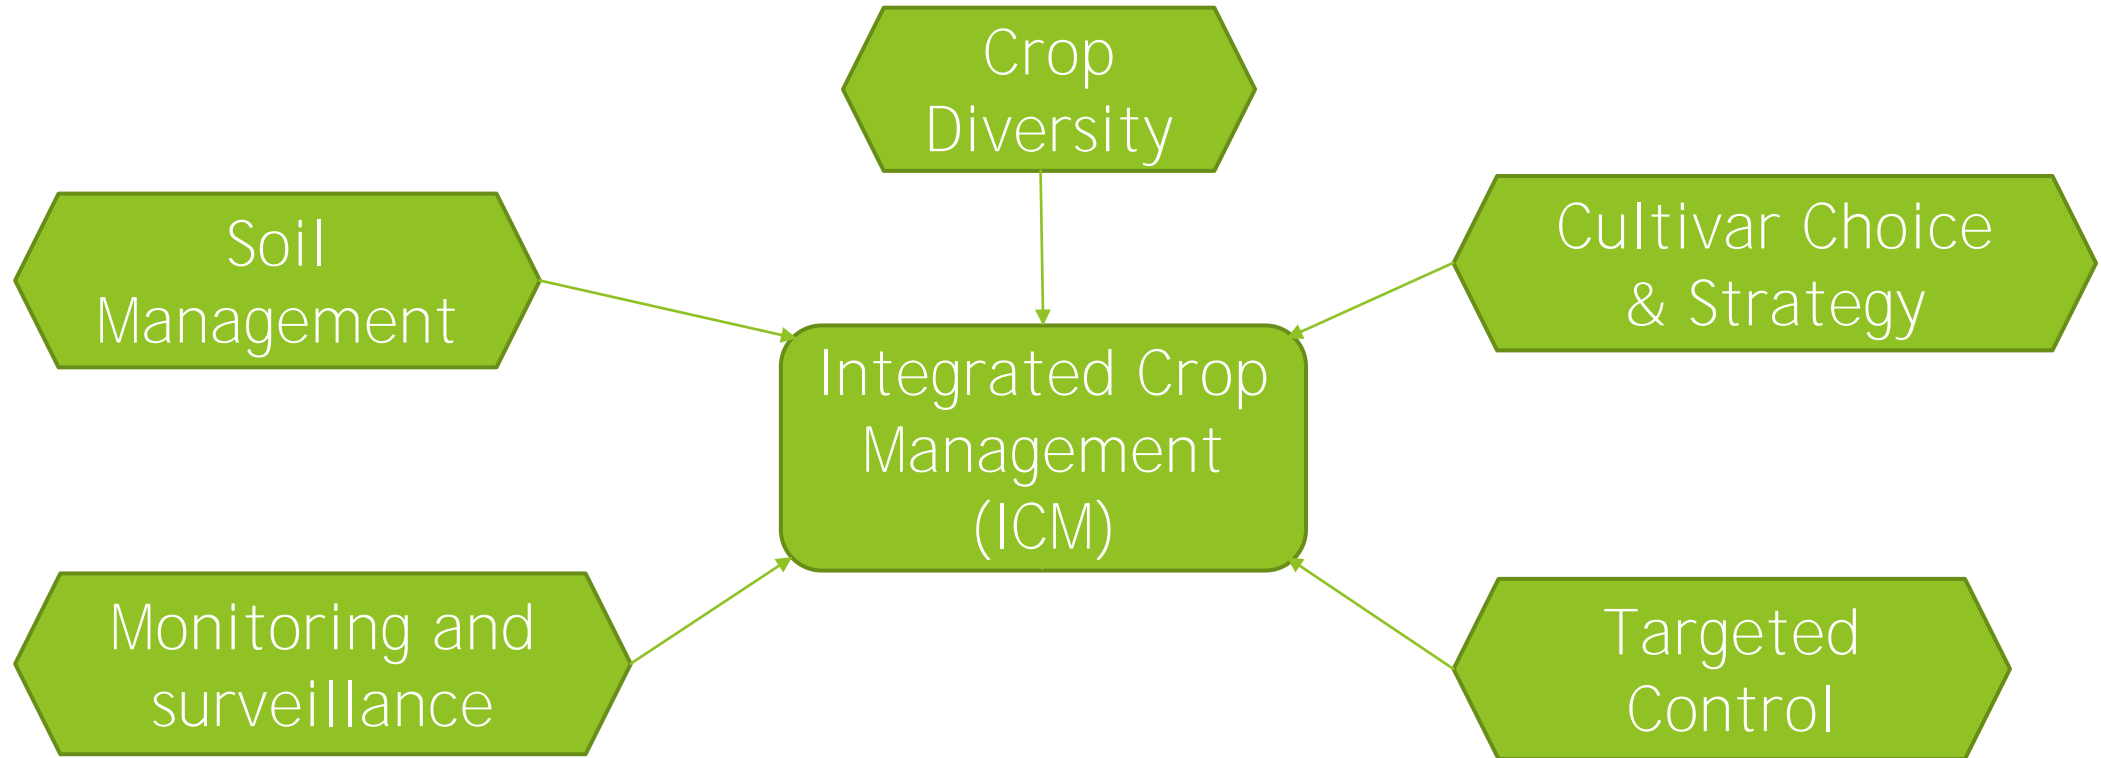 Crop
Diversity
Soil
Management
Cultivar Choice
& Strategy
Integrated Crop
Management
(ICM)
Monitoring and
surveillance
Targeted
Control